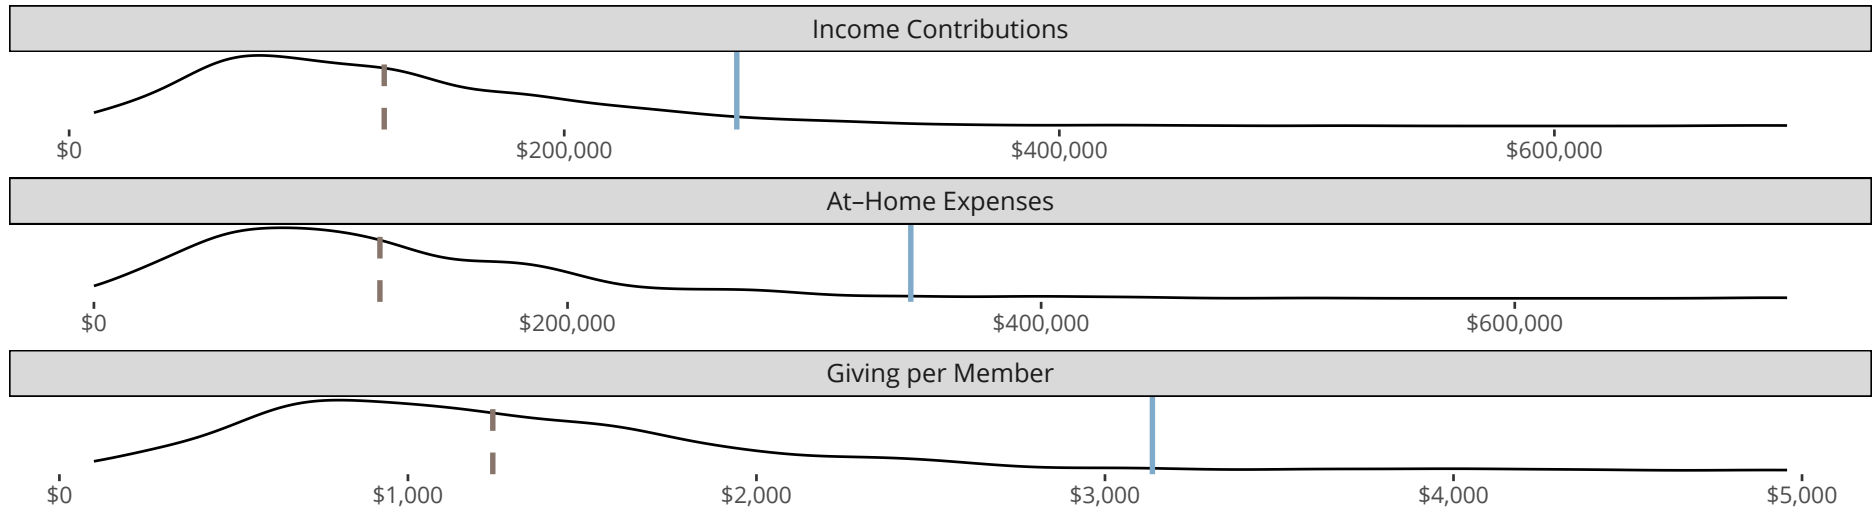 Income Contributions
$0 $200,000 $400,000 $600,000
At–Home Expenses
$0 $200,000 $400,000 $600,000
Giving per Member
$0 $1,000 $2,000 $3,000 $4,000 $5,000